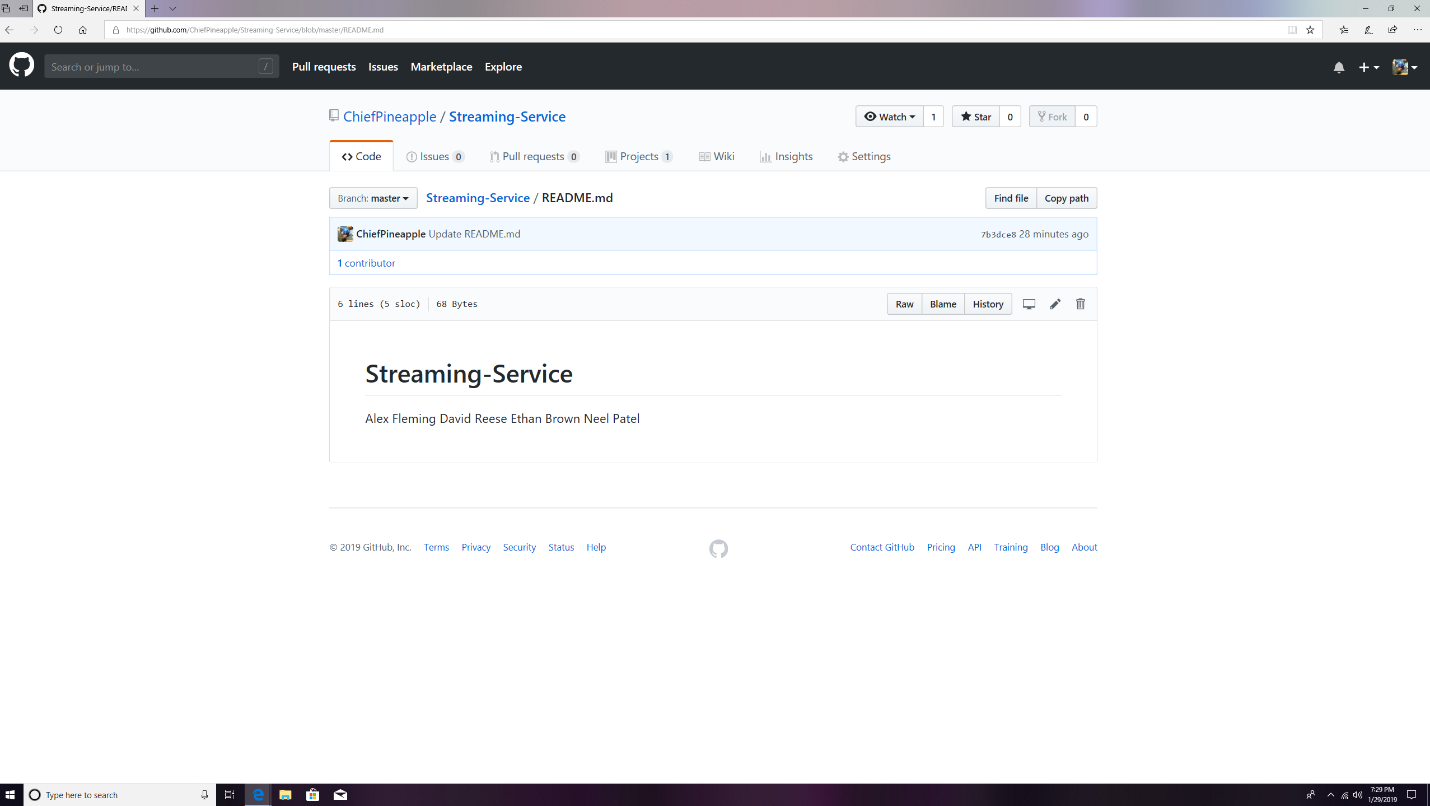 Streaming-Service/REAI
https://github.com/ChiefPineapple/Streaming-Service/blob/master/README.md
Search or jump to... /
Pull requests Issues Marketplace Explore
ChiefPineapple / Streaming-Service
Watch 1 Star 0 Fork 0
Code Issues 0 Pull requests 0 Projects 1 Wiki Insights Settings
Branch: master Streaming-Service / README.md Find file Copy path
ChiefPineapple Update README.md 7b3dce8 28 minutes ago
1 contributor
6 lines (5 sloc) 68 Bytes Raw Blame History
Streaming-Service
Alex Fleming David Reese Ethan Brown Neel Patel
© 2019 GitHub, Inc. Terms Privacy Security Status Help Contact GitHub Pricing API Training Blog About
Type here to search
7:29 PM
1/29/2019